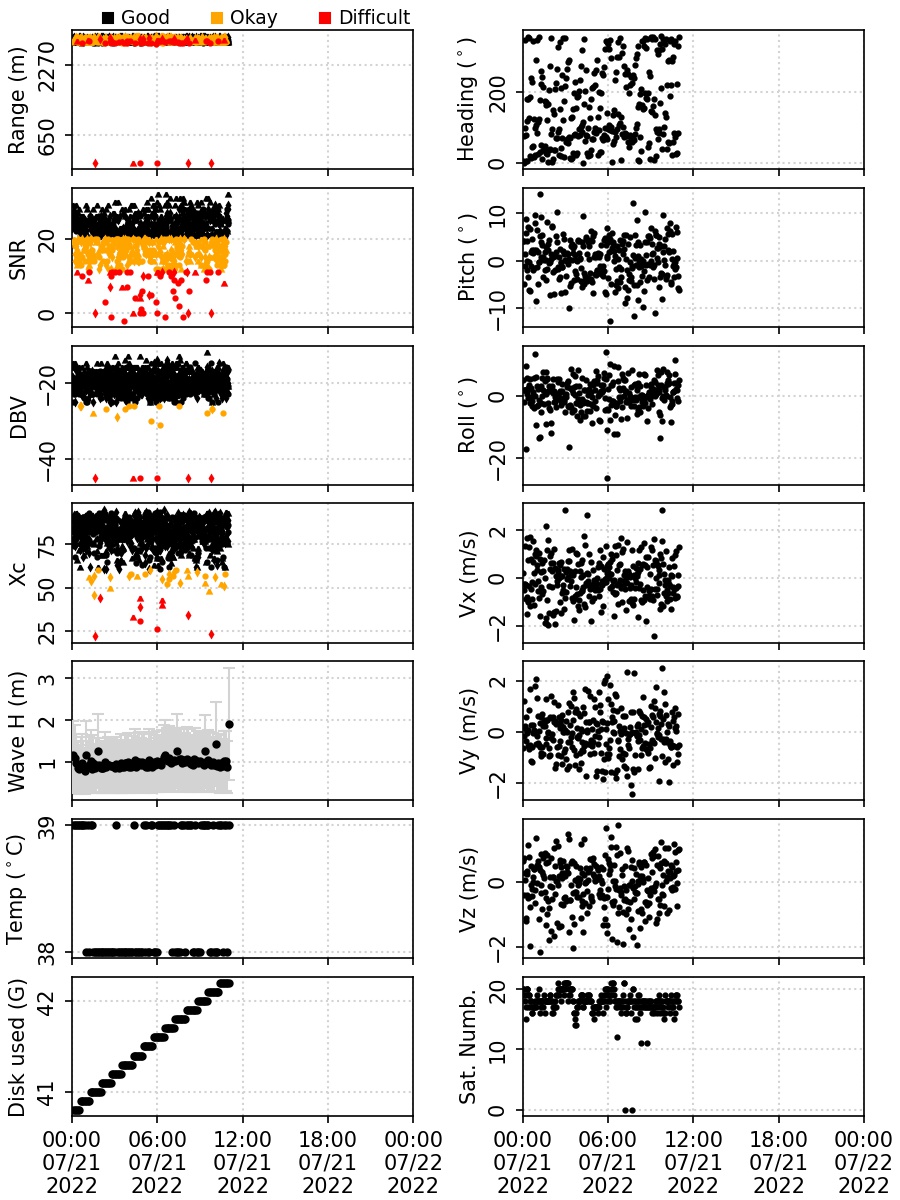 Good Okay Difficult
Range (m)
2270
650
Heading (°)
200
0
SNR
20
0
Pitch (°)
10
0
−10
DBV
−20
−40
Roll (°)
0
−20
Xc
75
50
25
Vx (m/s)
2
0
−2
Wave H (m)
3
2
1
Vy (m/s)
2
0
−2
Temp (°C)
39
38
Vz (m/s)
0
−2
Disk used (G)
42
41
Sat. Numb.
20
10
0
00:00 06:00 12:00 18:00 00:00
07/21 07/21 07/21 07/21 07/22
2022 2022 2022 2022 2022
00:00 06:00 12:00 18:00 00:00
07/21 07/21 07/21 07/21 07/22
2022 2022 2022 2022 2022